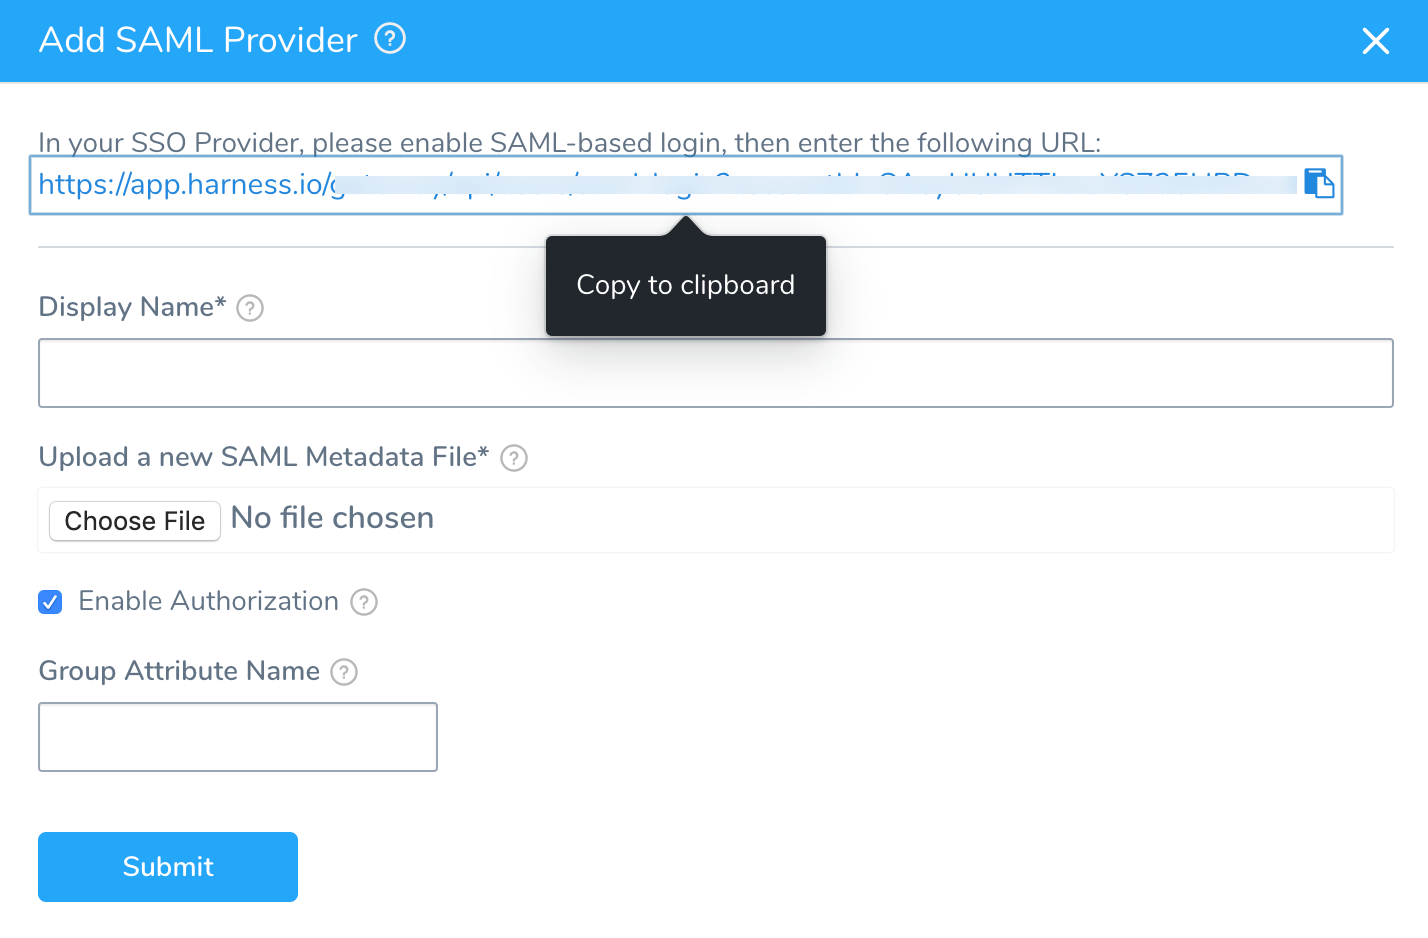 Add SAML Provider ?
In your SSO Provider, please enable SAML-based login, then enter the following URL:
https://app.harness.io/
Copy to clipboard
Display Name* ?
Upload a new SAML Metadata File* ?
Choose File No file chosen
Enable Authorization ?
Group Attribute Name ?
Submit